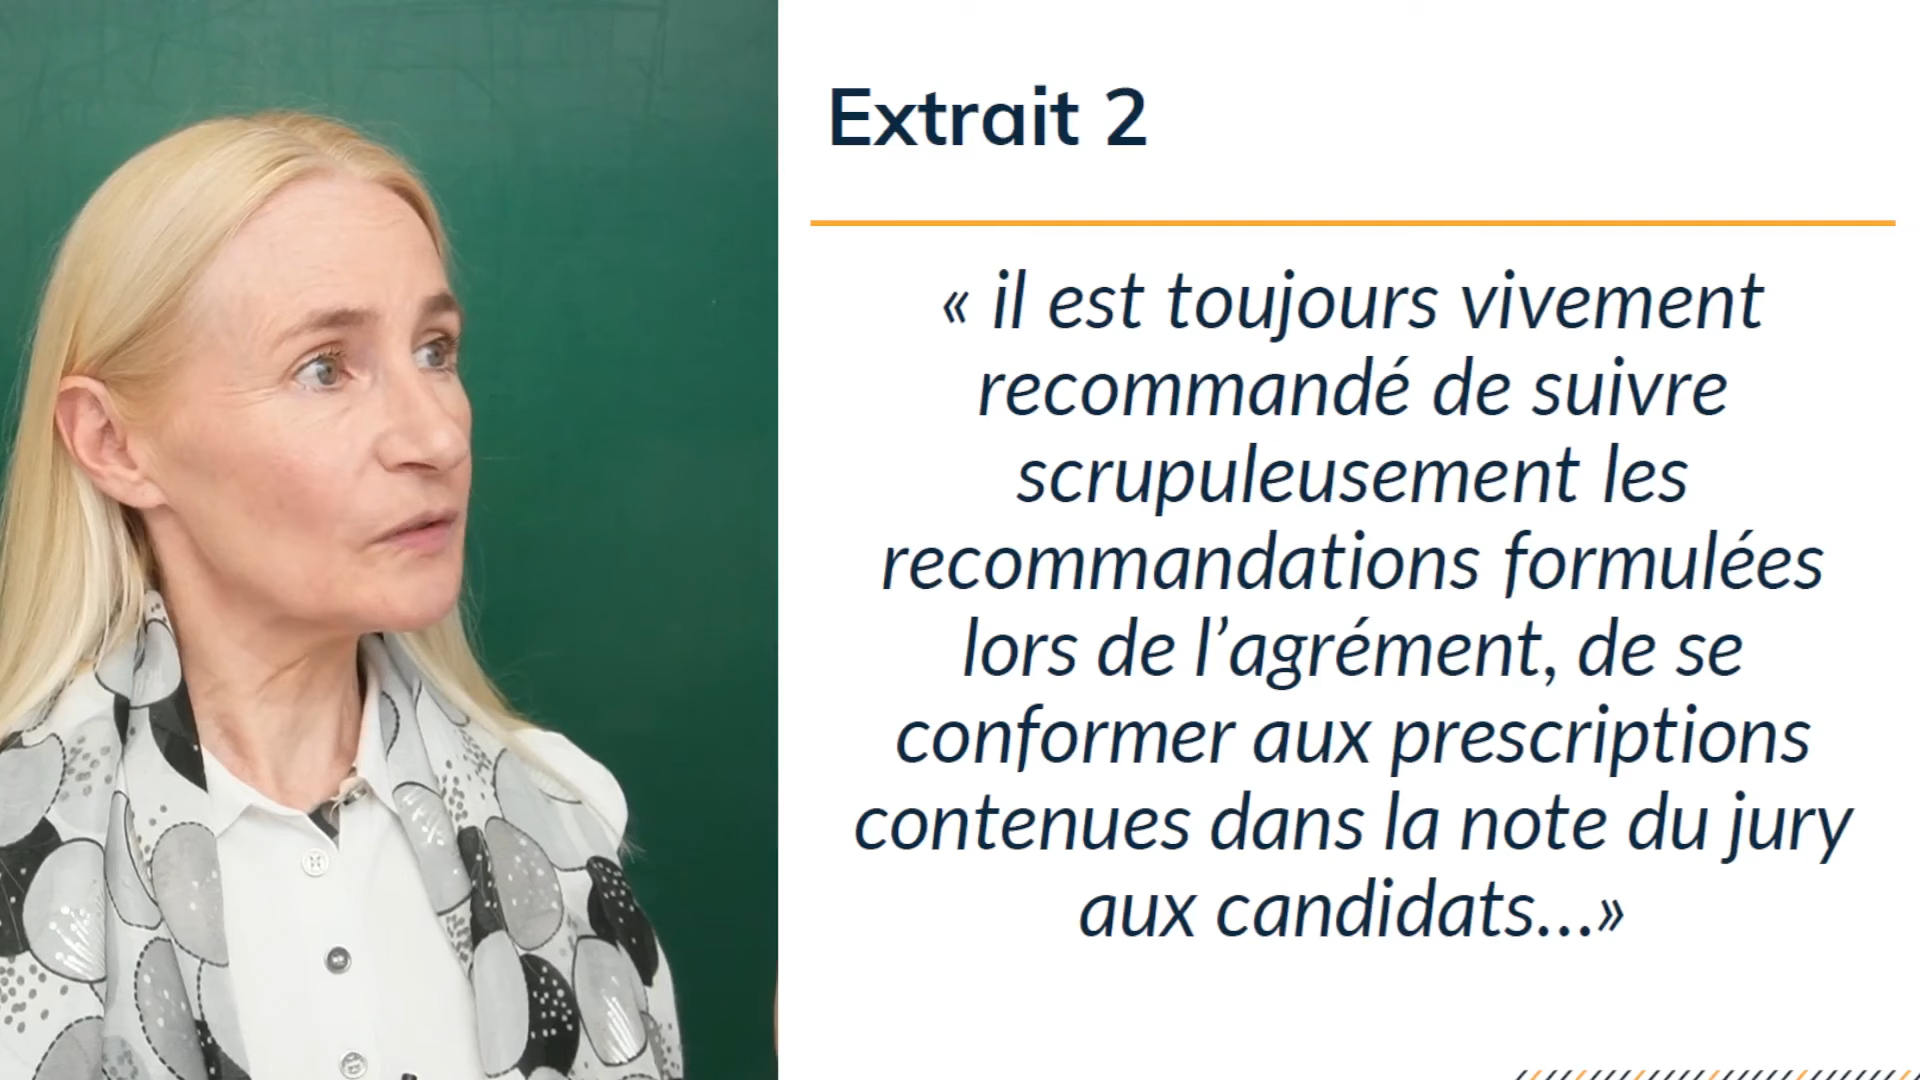 Extrait 2
« il est toujours vivement
recommandé de suivre
scrupuleusement les
recommandations formulées
lors de l’agrément, de se
conformer aux prescriptions
contenues dans la note du jury
aux candidats...»